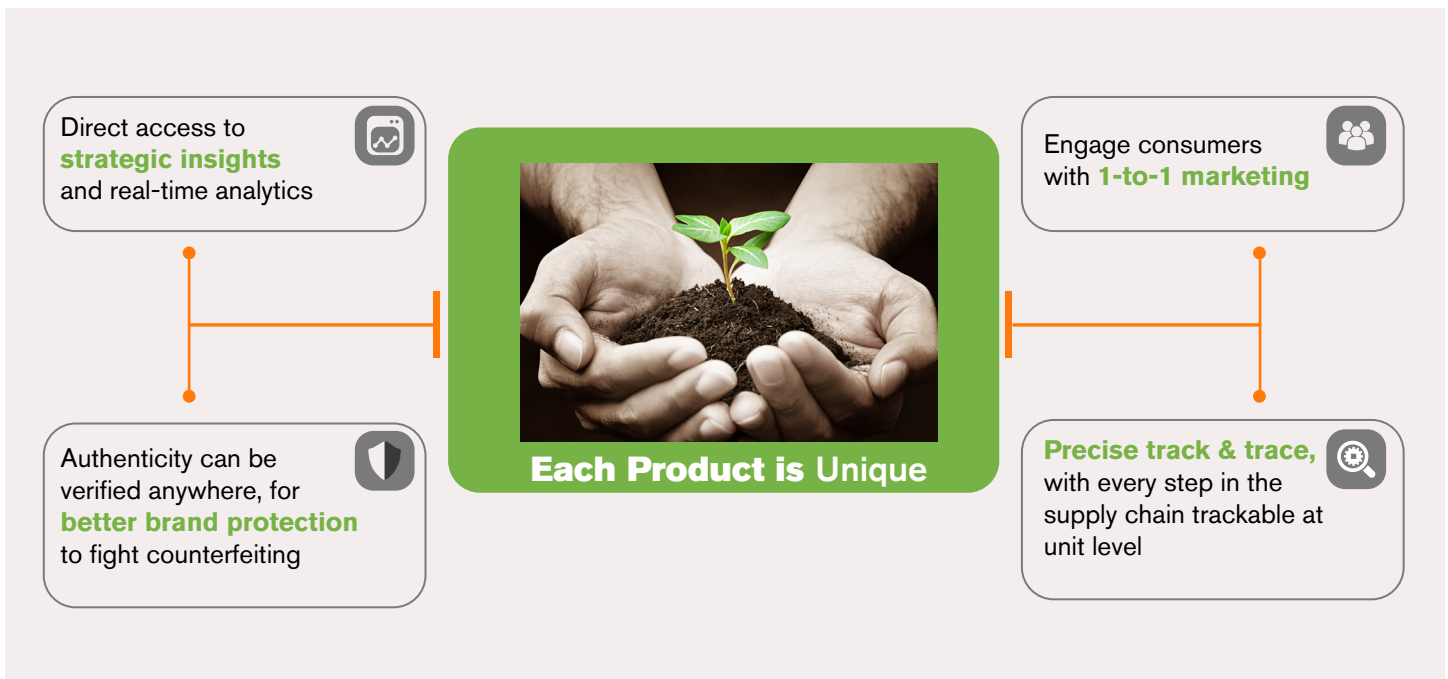 Direct access to
strategic insights
and real-time analytics
Authenticity can be
verified anywhere, for
better brand protection
to fight counterfeiting
Each Product is Unique
Engage consumers
with 1-to-1 marketing
Precise track & trace,
with every step in the
supply chain trackable at
unit level